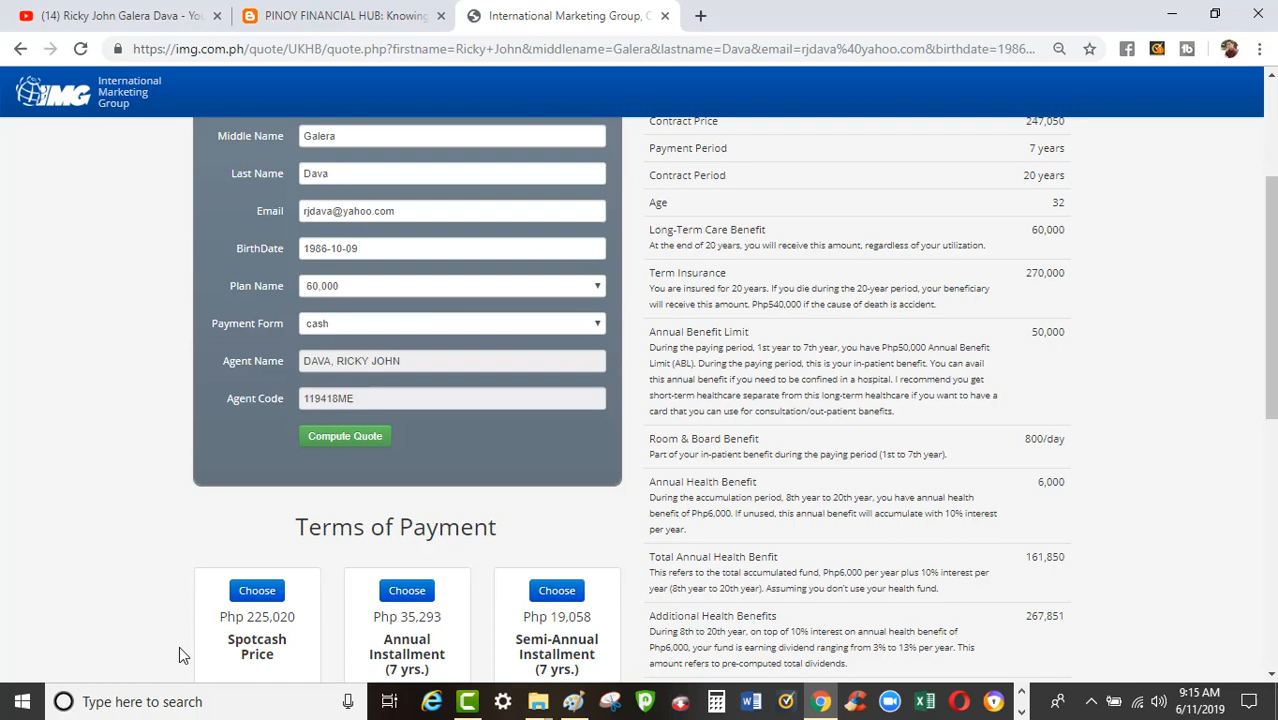 (14) Ricky John Galera Dava - You
PINOY FINANCIAL HUB: Knowing
International Marketing Group, C
https://img.com.ph/quote/UKHB/quote.php?firstname=Ricky+John&middlename=Galera&lastname=Dava&email=rjdava%40yahoo.com&birthdate=1986...
IMG
International
Marketing
Group
Middle Name
Galera
Last Name
Dava
Email
rjdava@yahoo.com
BirthDate
1986-10-09
Plan Name
60,000
Payment Form
cash
Agent Name
DAVA, RICKY JOHN
Agent Code
119418ME
Compute Quote
Terms of Payment
Choose
Php 225,020
Spotcash
Price
Choose
Php 35,293
Annual
Installment
(7 yrs.)
Choose
Php 19,058
Semi-Annual
Installment
(7 yrs.)
Contract Price 247,050
Payment Period 7 years
Contract Period 20 years
Age 32
Long-Term Care Benefit 60,000
At the end of 20 years, you will receive this amount, regardless of your utilization.
Term Insurance 270,000
You are insured for 20 years. If you die during the 20-year period, your beneficiary
will receive this amount. Php540,000 if the cause of death is accident.
Annual Benefit Limit 50,000
During the paying period, 1st year to 7th year, you have Php50,000 Annual Benefit
Limit (ABL). During the paying period, this is your in-patient benefit. You can avail
this annual benefit if you need to be confined in a hospital. I recommend you get
short-term healthcare separate from this long-term healthcare if you want to have a
card that you can use for consultation/out-patient banefits.
Room & Board Benefit 800/day
Part of your in-patient benefit during the paying period (1st to 7th year).
Annual Health Benefit 6,000
During the accumulation period, 8th year to 20th year, you have annual health
benefit of Php6,000. If unused, this annual benefit will accumulate with 10% interest
per year.
Total Annual Health Benfit 161,850
This refers to the total accumulated fund, Php6,000 per year plus 10% interest per
year (8th year to 20th year). Assuming you don't use your health fund.
Additional Health Benefits 267,851
During 8th to 20th year, on top of 10% interest on annual health benefit of
Php6,000, your fund is earning dividend ranging from 3% to 13% per year. This
amount refers to pre-computed total dividends.
Type here to search
9:15 AM
6/11/2019